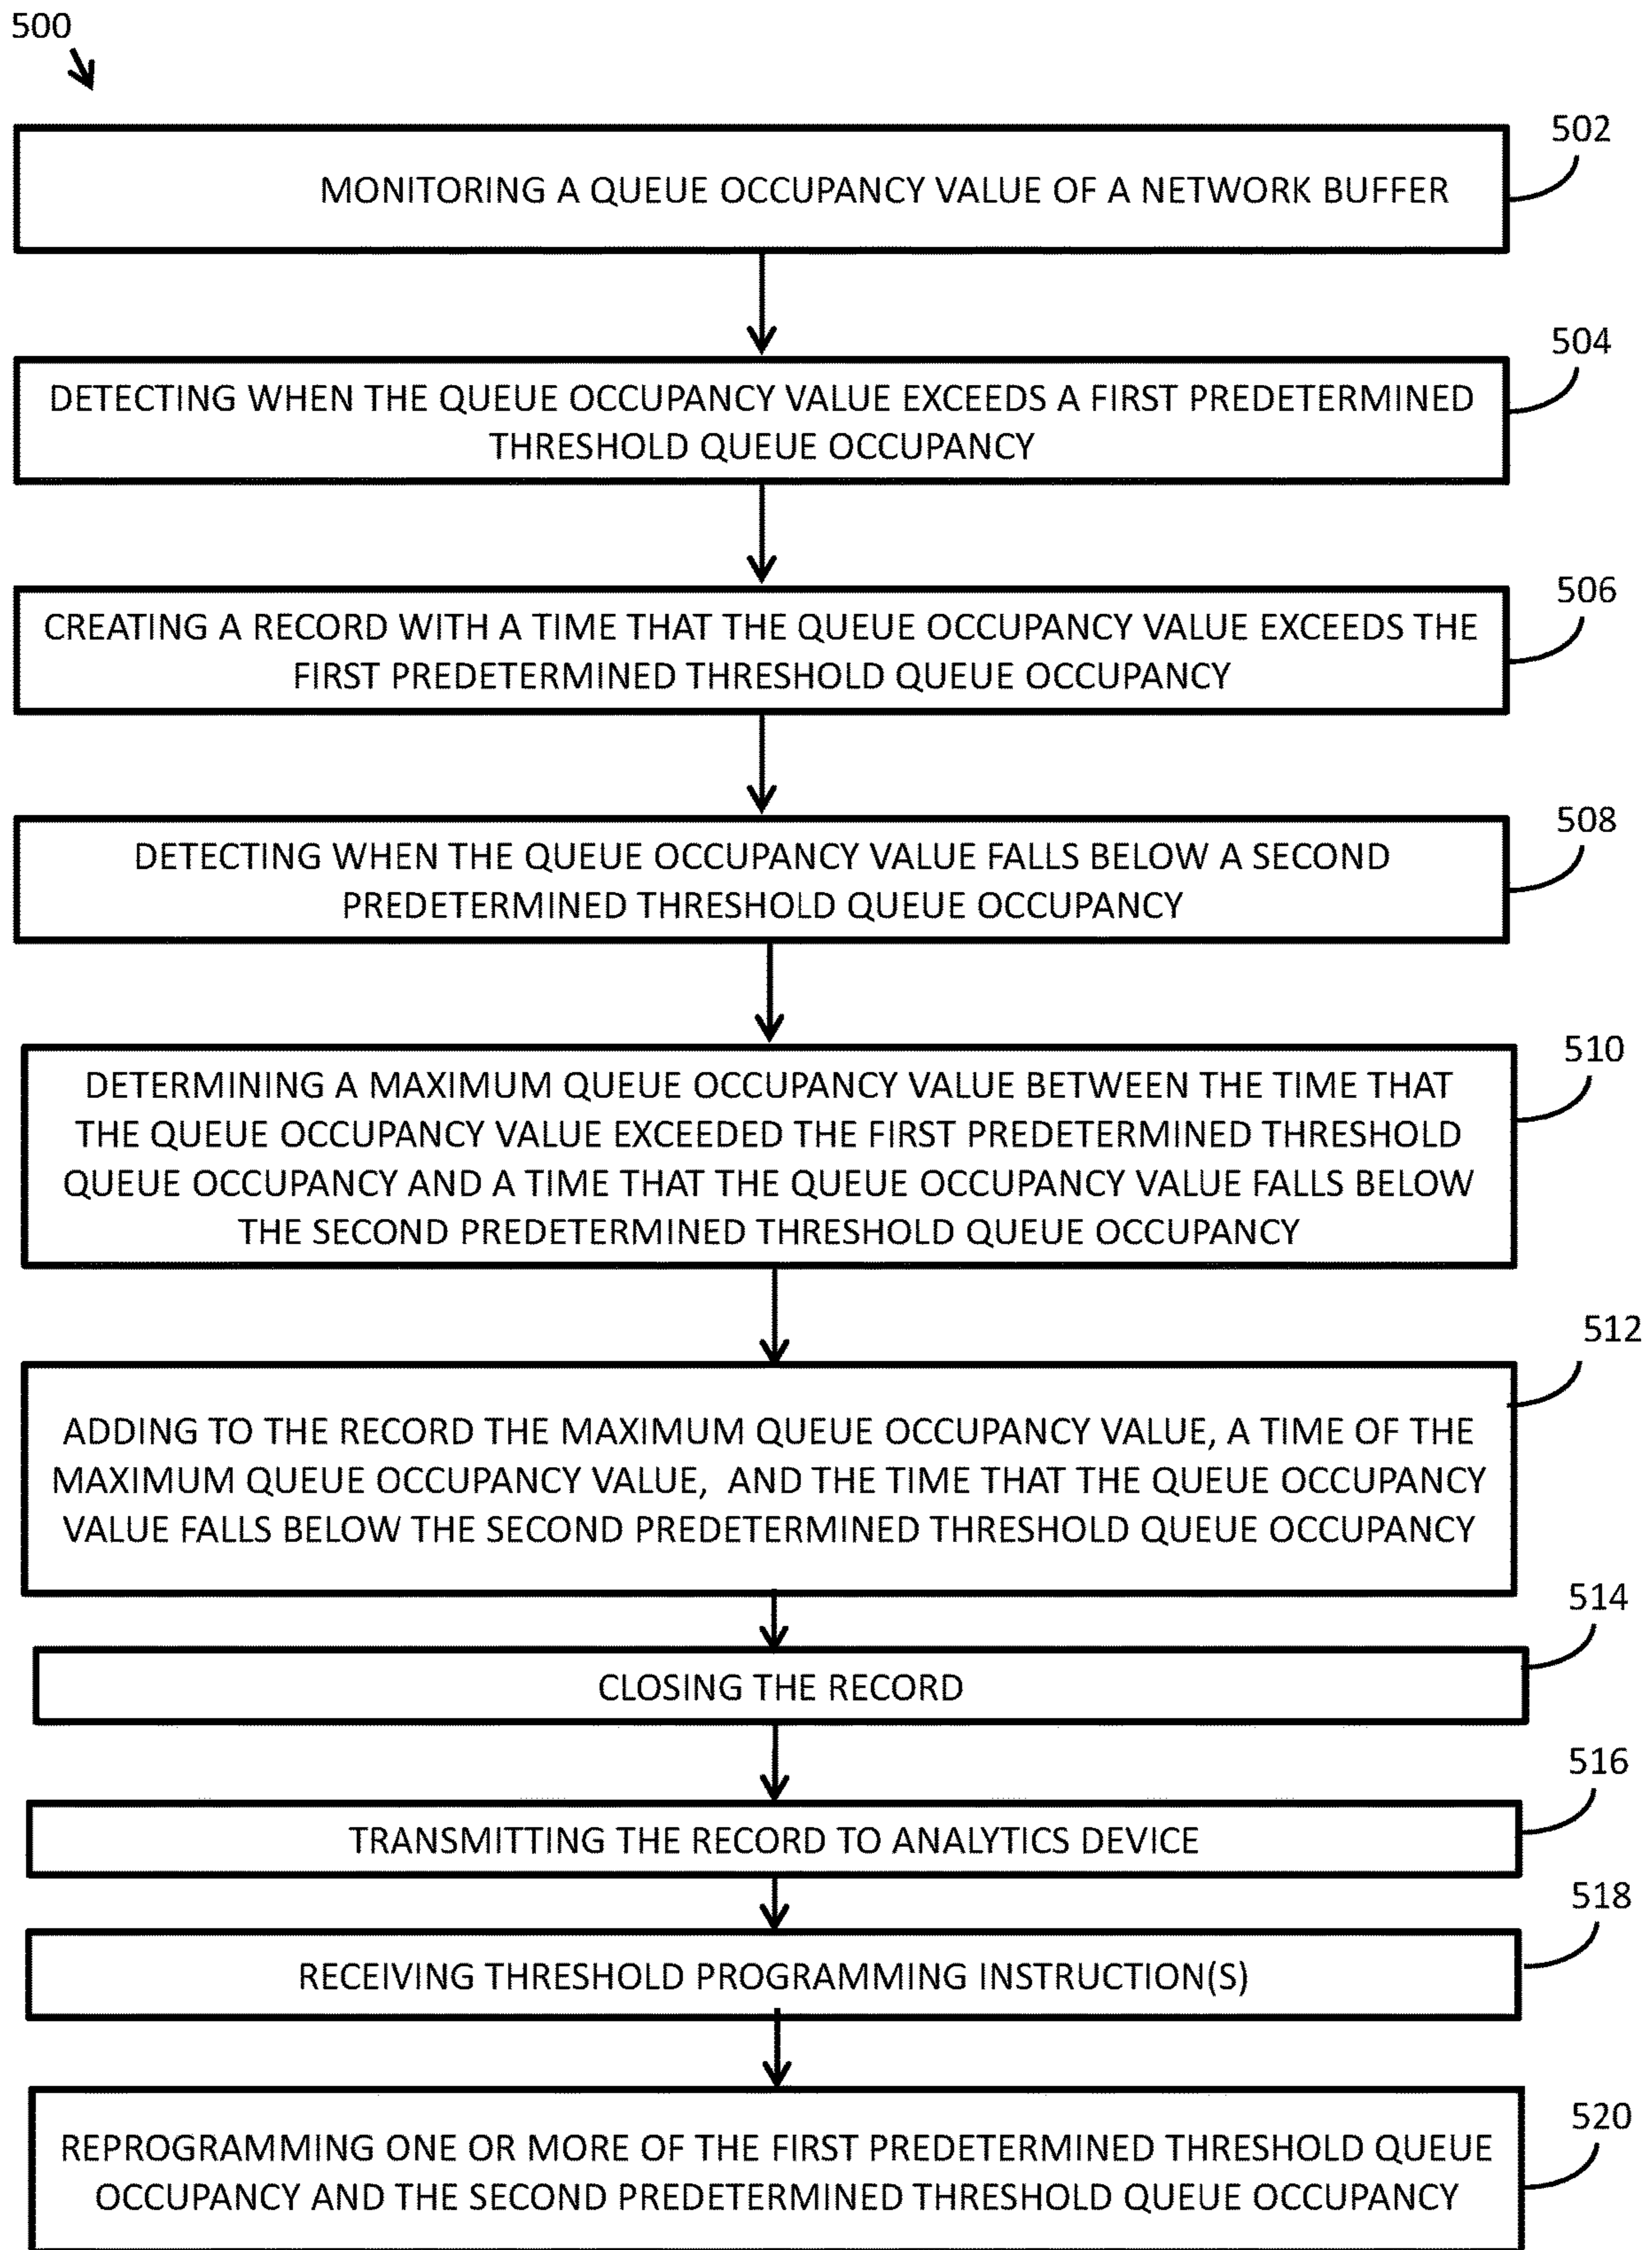 500
502
MONITORING A QUEUE OCCUPANCY VALUE OF A NETWORK BUFFER
504
DETECTING WHEN THE QUEUE OCCUPANCY VALUE EXCEEDS A FIRST PREDETERMINED
THRESHOLD QUEUE OCCUPANCY
506
CREATING A RECORD WITH A TIME THAT THE QUEUE OCCUPANCY VALUE EXCEEDS THE
FIRST PREDETERMINED THRESHOLD QUEUE OCCUPANCY
508
DETECTING WHEN THE QUEUE OCCUPANCY VALUE FALLS BELOW A SECOND
PREDETERMINED THRESHOLD QUEUE OCCUPANCY
510
DETERMINING A MAXIMUM QUEUE OCCUPANCY VALUE BETWEEN THE TIME THAT
THE QUEUE OCCUPANCY VALUE EXCEEDED THE FIRST PREDETERMINED THRESHOLD
QUEUE OCCUPANCY AND A TIME THAT THE QUEUE OCCUPANCY VALUE FALLS BELOW
THE SECOND PREDETERMINED THRESHOLD QUEUE OCCUPANCY
512
ADDING TO THE RECORD THE MAXIMUM QUEUE OCCUPANCY VALUE, A TIME OF THE
MAXIMUM QUEUE OCCUPANCY VALUE, AND THE TIME THAT THE QUEUE OCCUPANCY
VALUE FALLS BELOW THE SECOND PREDETERMINED THRESHOLD QUEUE OCCUPANCY
514
CLOSING THE RECORD
516
TRANSMITTING THE RECORD TO ANALYTICS DEVICE
518
RECEIVING THRESHOLD PROGRAMMING INSTRUCTION(S)
520
REPROGRAMMING ONE OR MORE OF THE FIRST PREDETERMINED THRESHOLD QUEUE
OCCUPANCY AND THE SECOND PREDETERMINED THRESHOLD QUEUE OCCUPANCY